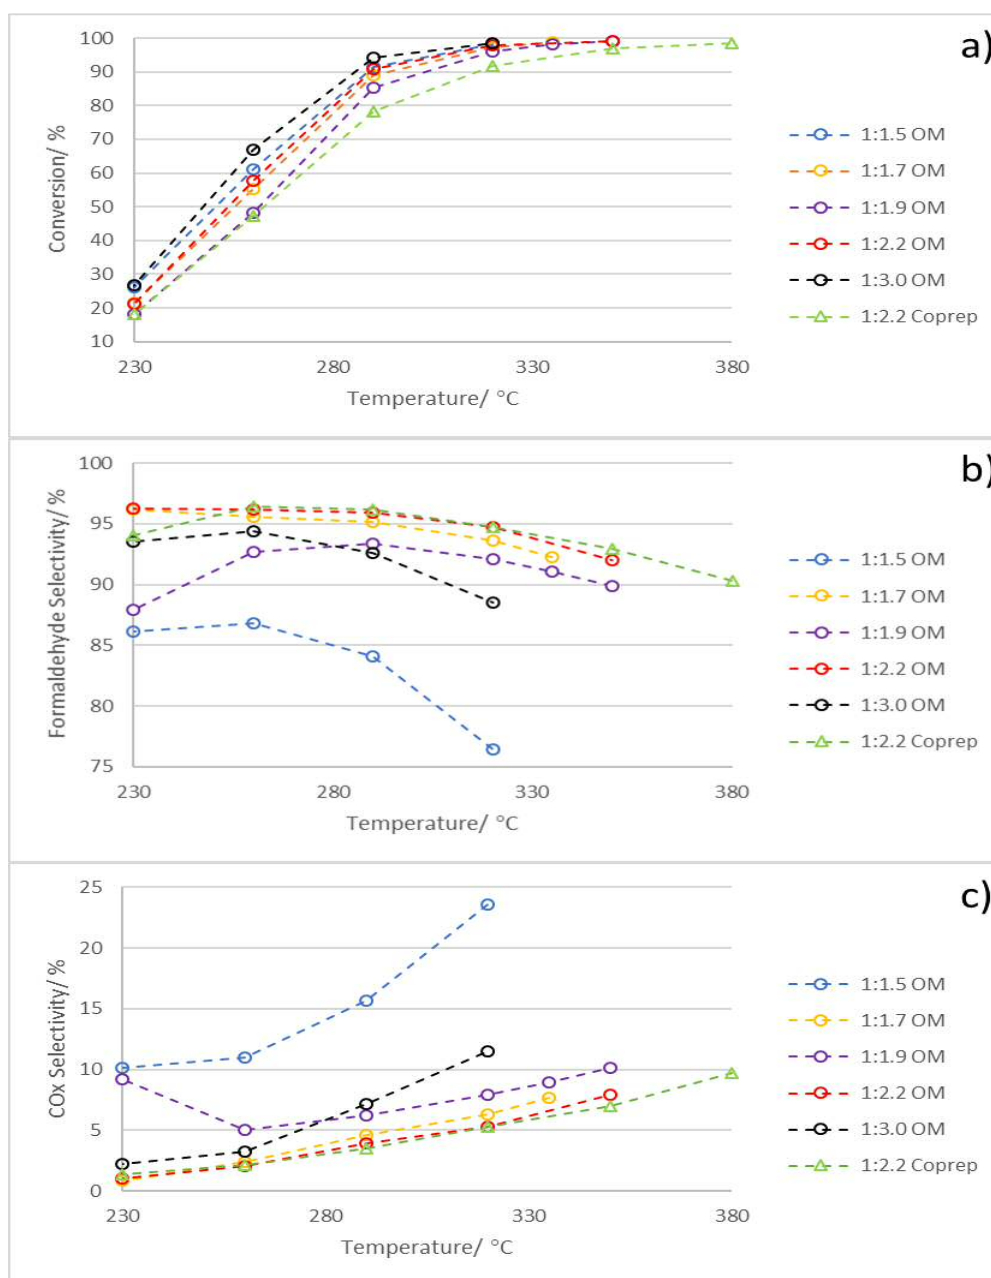 a)
100
90
80
70
60
50
40
30
20
10
Conversion/ %
230
280
330
380
Temperature/ °C
1:1.5 OM
1:1.7 OM
1:1.9 OM
1:2.2 OM
1:3.0 OM
1:2.2 Coprep
b)
100
95
90
85
80
75
Formaldehyde Selectivity/ %
230
280
330
380
Temperature/ °C
1:1.5 OM
1:1.7 OM
1:1.9 OM
1:2.2 OM
1:3.0 OM
1:2.2 Coprep
c)
25
20
15
10
5
0
COx Selectivity/ %
230
280
330
380
Temperature/ °C
1:1.5 OM
1:1.7 OM
1:1.9 OM
1:2.2 OM
1:3.0 OM
1:2.2 Coprep